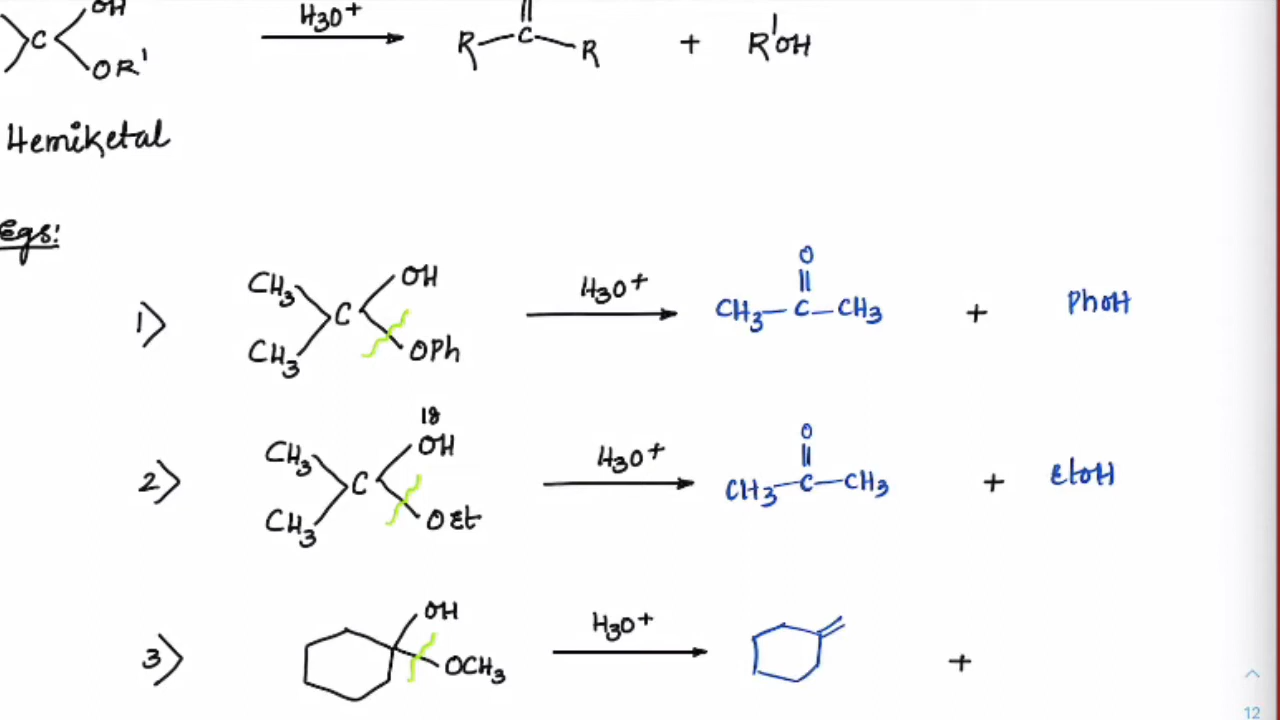 OH
C
OR'
H3O+
R C R
+ R'OH
Hemiketal
Egs:
1) CH3 CH3 C OH OPh H3O+ CH3-C-CH3 O + PhOH
2) CH3 CH3 C 18 OH OEt H3O+ CH3-C-CH3 O + EtOH
3) OH OCH3 H3O+ +
12